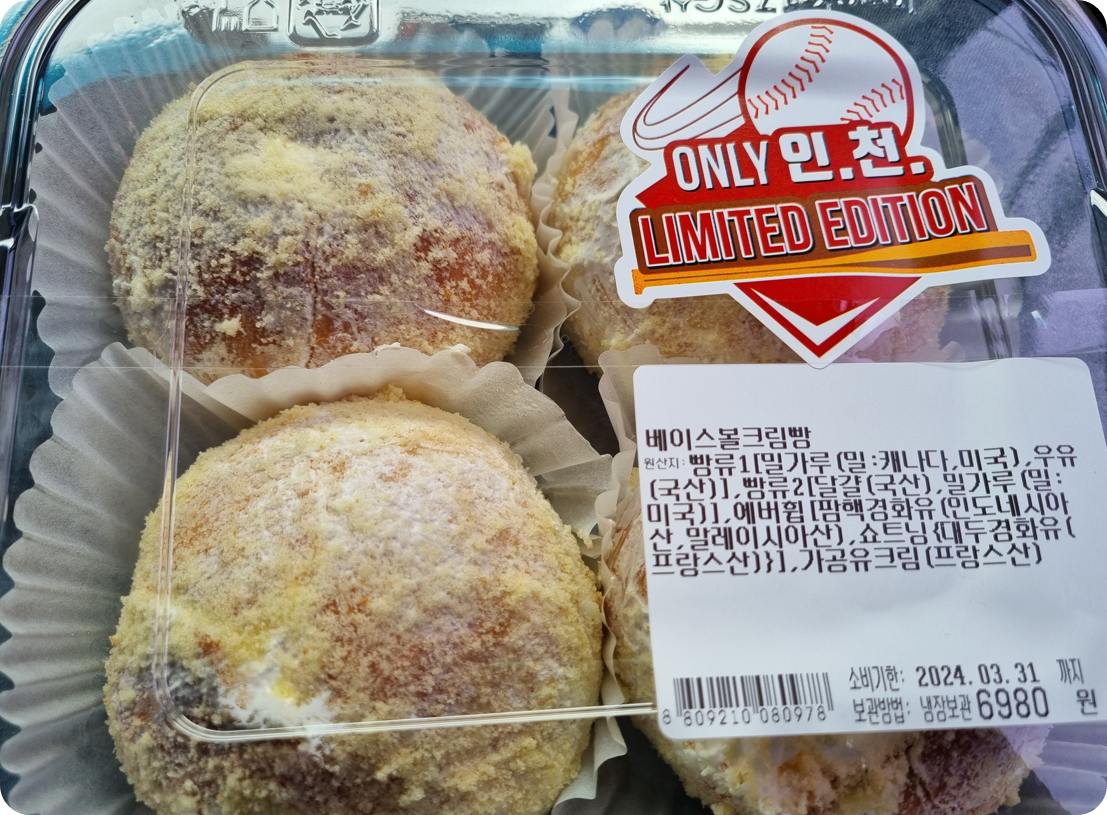 ONLY 인.천.
LIMITED EDITION
베이스볼크림빵
원산지: 빵류1[밀가루(밀:캐나다,미국),우유
(국산)],빵류2[달걀(국산),밀가루(밀:
미국)],에버휩[팜핵경화유(인도네시아
산,말레이시아산),쇼트닝{대두경화유(
프랑스산)}],가공유크림(프랑스산)
소비기한: 2024.03.31 까지
보관방법: 냉장보관 6980 원
8 809210 080978